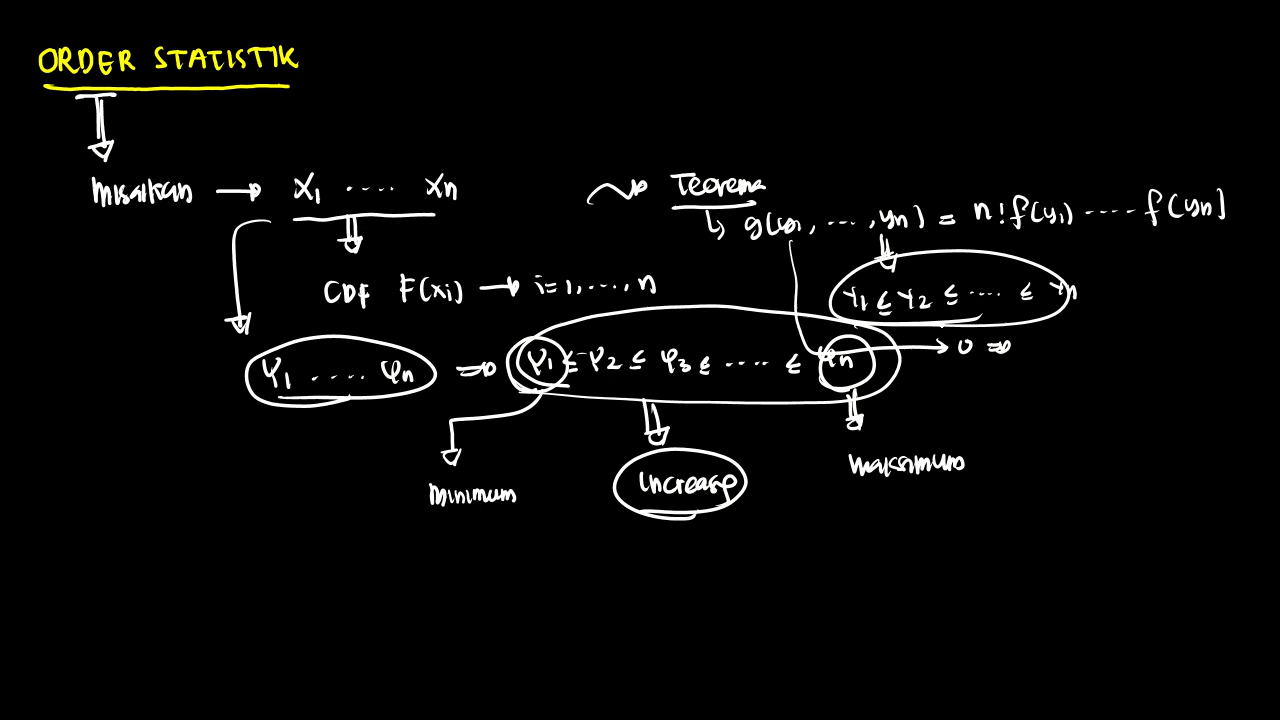 ORDER STATISTIK
misalkan → X1 ..... Xn
Teorema
↳ g(y1, ..., yn) = n! f(y1) ..... f(yn)
Y1 ≤ Y2 ≤ .... ≤ Yn
CDF F(xi) → i=1,...,n
0 ⇒
Y1 ..... Yn ⇒ Y1 ≤ Y2 ≤ Y3 ≤ ..... ≤ Yn
maksimum
minimum
Increase